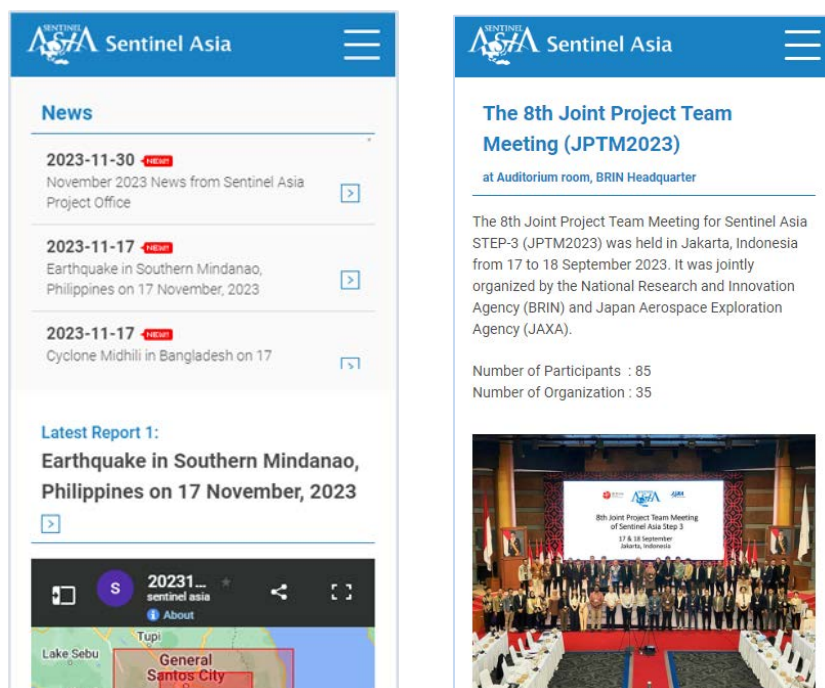 SENTINEL
ASIA
Sentinel Asia
News
2023-11-30 NEW!!
November 2023 News from Sentinel Asia
Project Office
2023-11-17 NEW!!
Earthquake in Southern Mindanao,
Philippines on 17 November, 2023
2023-11-17 NEW!!
Cyclone Midhili in Bangladesh on 17
Latest Report 1:
Earthquake in Southern Mindanao,
Philippines on 17 November, 2023
S
20231...
sentinel asia
About
Tupi
Lake Sebu
General
Santos City
SENTINEL
ASIA
Sentinel Asia
The 8th Joint Project Team
Meeting (JPTM2023)
at Auditorium room, BRIN Headquarter
The 8th Joint Project Team Meeting for Sentinel Asia
STEP-3 (JPTM2023) was held in Jakarta, Indonesia
from 17 to 18 September 2023. It was jointly
organized by the National Research and Innovation
Agency (BRIN) and Japan Aerospace Exploration
Agency (JAXA).
Number of Participants : 85
Number of Organization : 35
8th Joint Project Team Meeting
of Sentinel Asia Step 3
17 & 18 September
Jakarta, Indonesia